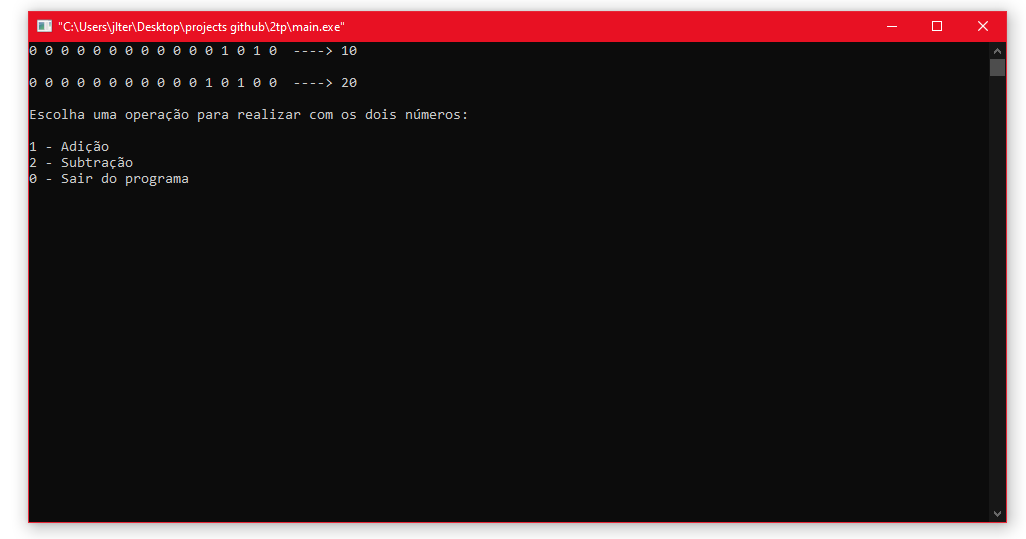 "C:\Users\jlter\Desktop\projects github\2tp\main.exe"
0 0 0 0 0 0 0 0 0 0 0 0 1 0 1 0  ----> 10
0 0 0 0 0 0 0 0 0 0 0 1 0 1 0 0  ----> 20
Escolha uma operação para realizar com os dois números:
1 - Adição
2 - Subtração
0 - Sair do programa